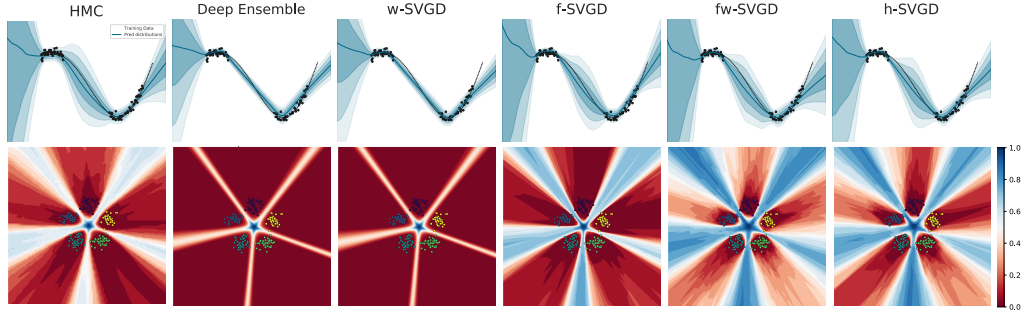 HMC
Deep Ensemble
w-SVGD
f-SVGD
fw-SVGD
h-SVGD
Training Data
Pred distributions
1.0
0.8
0.6
0.4
0.2
0.0